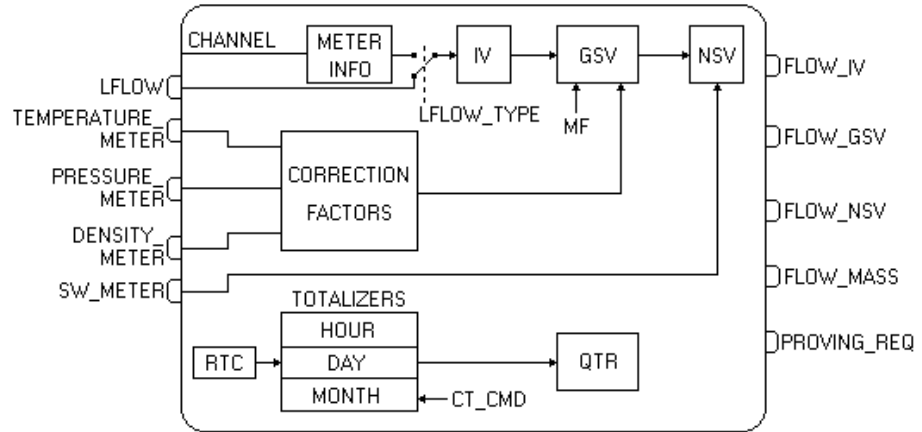 CHANNEL
METER
INFO
IV
GSV
NSV
FLOW_IV
LFLOW
LFLOW_TYPE
MF
TEMPERATURE_
METER
FLOW_GSV
PRESSURE_
METER
CORRECTION
FACTORS
FLOW_NSV
DENSITY_
METER
SW_METER
FLOW_MASS
TOTALIZERS
HOUR
RTC
DAY
QTR
PROVING_REQ
MONTH
CT_CMD